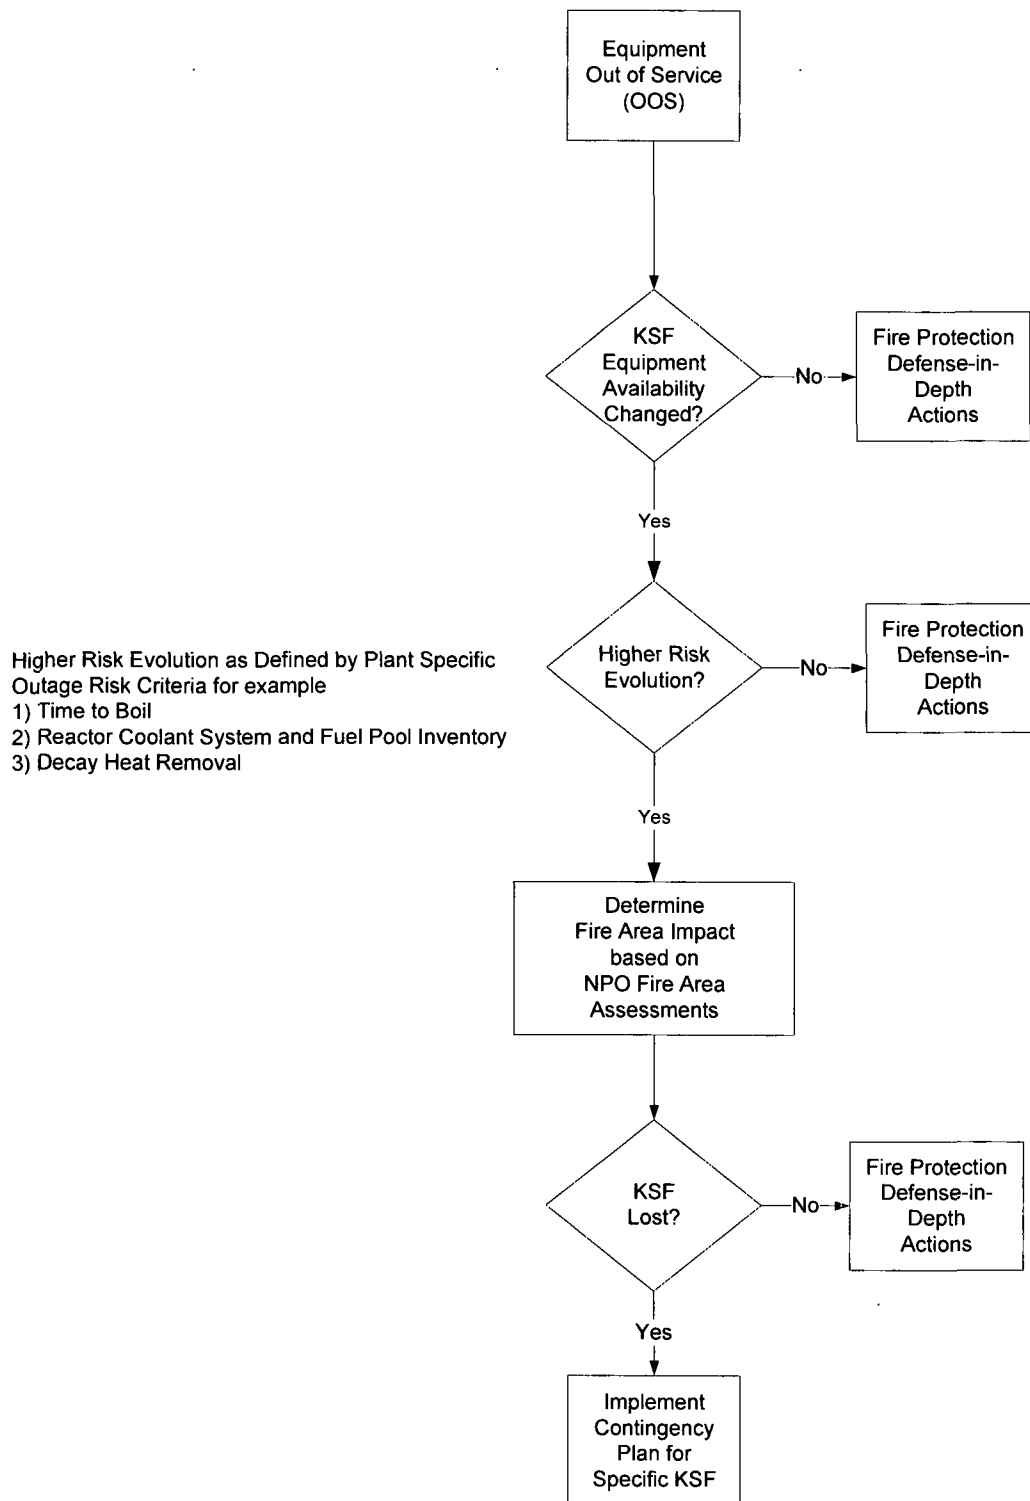 Equipment
Out of Service
(OOS)
KSF
Equipment
Availability
Changed?
No
Fire Protection
Defense-in-
Depth
Actions
Yes
Higher Risk
Evolution?
No
Fire Protection
Defense-in-
Depth
Actions
Higher Risk Evolution as Defined by Plant Specific
Outage Risk Criteria for example
1) Time to Boil
2) Reactor Coolant System and Fuel Pool Inventory
3) Decay Heat Removal
Yes
Determine
Fire Area Impact
based on
NPO Fire Area
Assessments
KSF
Lost?
No
Fire Protection
Defense-in-
Depth
Actions
Yes
Implement
Contingency
Plan for
Specific KSF